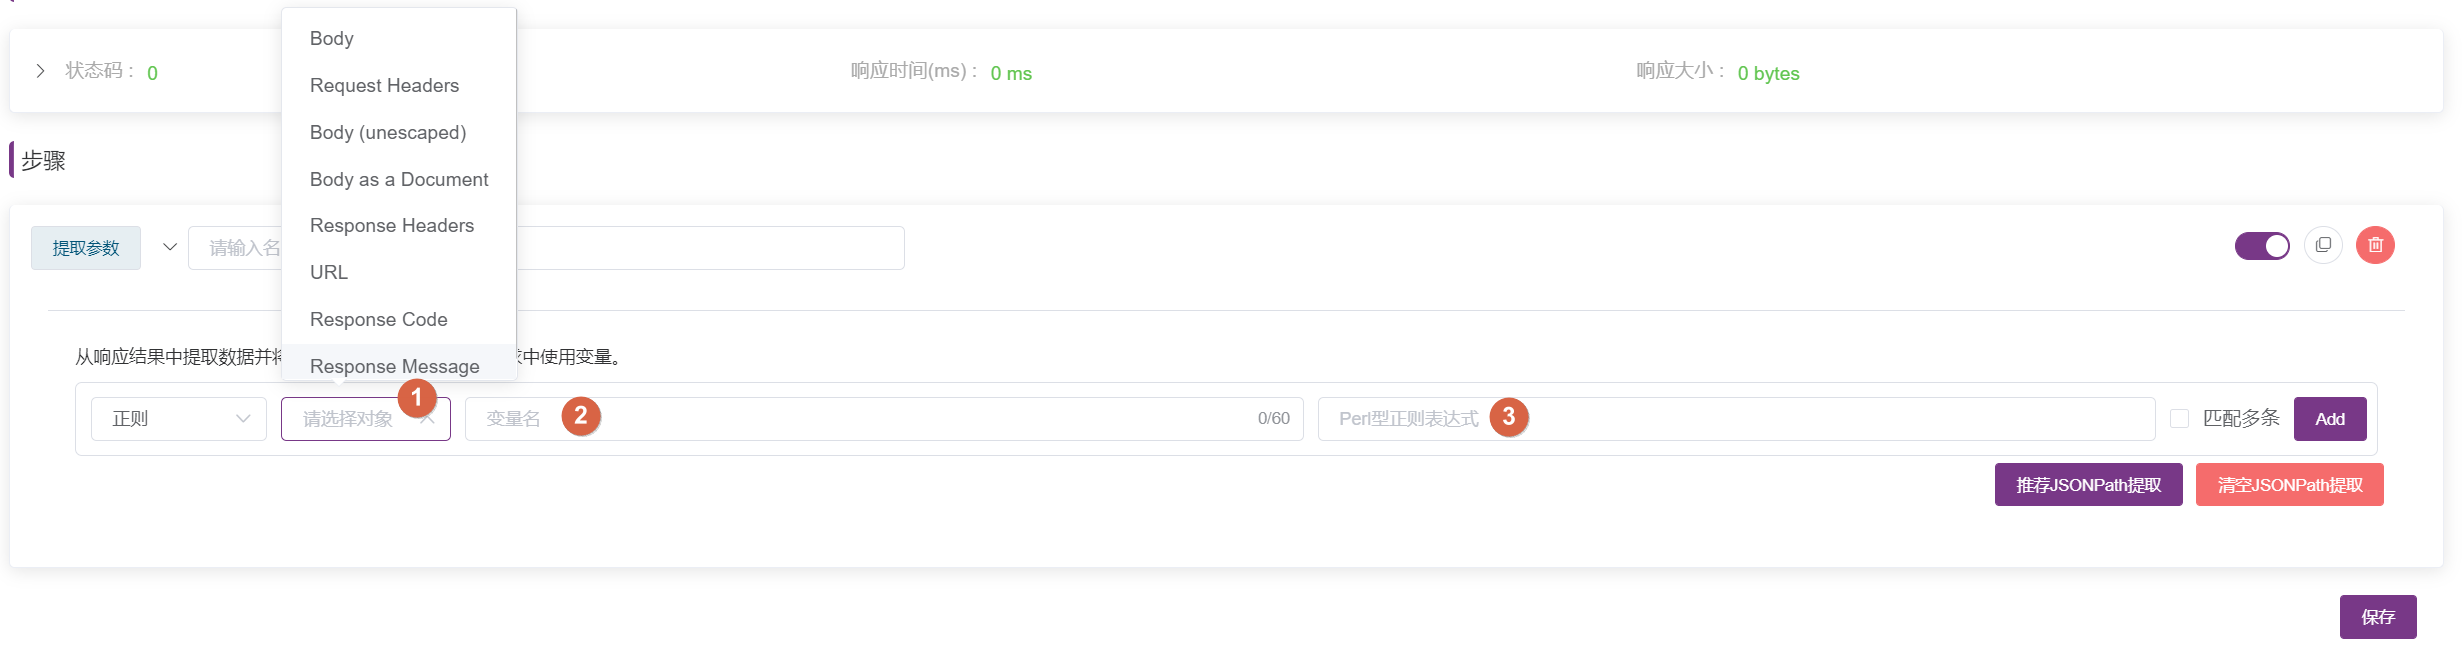 Body
Request Headers
Body (unescaped)
Body as a Document
Response Headers
URL
Response Code
Response Message
状态码： 0
响应时间(ms)： 0 ms
响应大小： 0 bytes
步骤
提取参数
请输入名
从响应结果中提取数据并
中使用变量。
正则
请选择对象
1
变量名
2
0/60
Perl型正则表达式
3
匹配多条
Add
推荐JSONPath提取
清空JSONPath提取
保存